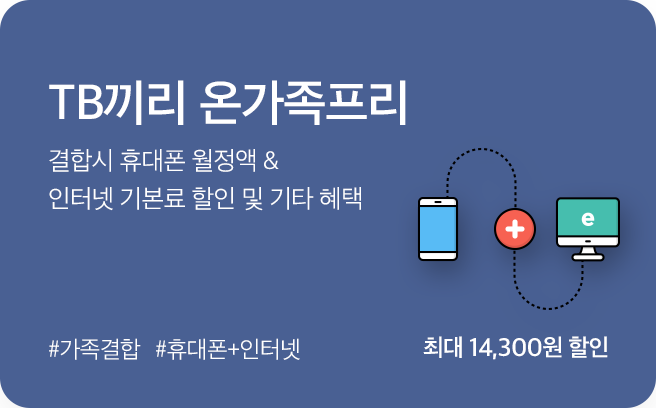 TB끼리 온가족프리
결합시 휴대폰 월정액 &
인터넷 기본료 할인 및 기타 혜택
e
#가족결합 #휴대폰+인터넷
최대 14,300원 할인